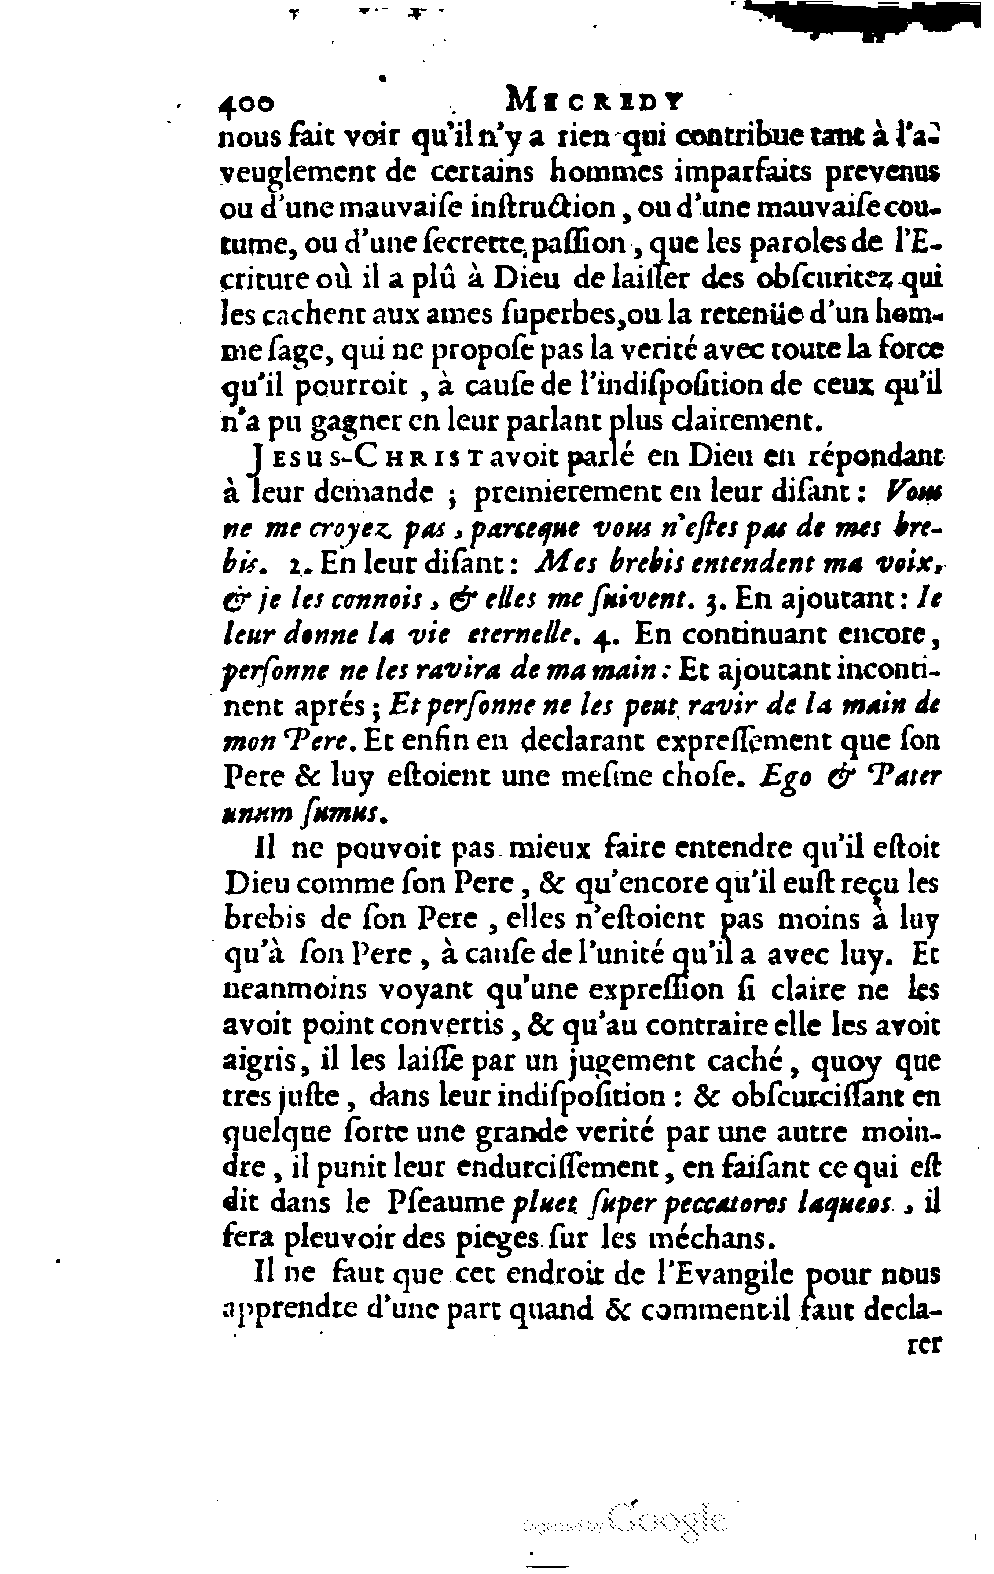 400 MECREDY
nous fait voir qu'il n'y a rien qui contribue tant à l'a-
veuglement de certains hommes imparfaits prevenus
ou d'une mauvaiſe inſtruction, ou d'une mauvaiſe cou-
tume, ou d'une ſecrette paſſion, que les paroles de l'E-
criture où il a plû à Dieu de laiſſer des obſcuritez qui
les cachent aux ames ſuperbes, ou la retenüe d'un hom-
me ſage, qui ne propoſe pas la verité avec toute la force
qu'il pourroit, à cauſe de l'indiſpoſition de ceux qu'il
n'a pu gagner en leur parlant plus clairement.
JESUS-CHRIST avoit parlé en Dieu en répondant
à leur demande ; premierement en leur diſant : Vous
ne me croyez pas, parceque vous n'eſtes pas de mes bre-
bis. 2. En leur diſant : Mes brebis entendent ma voix,
& je les connois, & elles me ſuivent. 3. En ajoutant : Ie
leur donne la vie eternelle. 4. En continuant encore,
perſonne ne les ravira de ma main : Et ajoutant inconti-
nent aprés ; Et perſonne ne les peut ravir de la main de
mon Pere. Et enfin en declarant expreſſement que ſon
Pere & luy eſtoient une meſme choſe. Ego & Pater
unum ſumus.
Il ne pouvoit pas mieux faire entendre qu'il eſtoit
Dieu comme ſon Pere, & qu'encore qu'il euſt reçu les
brebis de ſon Pere, elles n'eſtoient pas moins à luy
qu'à ſon Pere, à cauſe de l'unité qu'il a avec luy. Et
neanmoins voyant qu'une expreſſion ſi claire ne les
avoit point convertis, & qu'au contraire elle les avoit
aigris, il les laiſſe par un jugement caché, quoy que
tres juſte, dans leur indiſpoſition : & obſcurciſſant en
quelque ſorte une grande verité par une autre moin-
dre, il punit leur endurciſſement, en faiſant ce qui eſt
dit dans le Pſeaume pluet ſuper peccatores laqueos, il
fera pleuvoir des pieges ſur les méchans.
Il ne faut que cet endroit de l'Evangile pour nous
apprendre d'une part quand & comment il faut decla-
rer
Digitized by Google